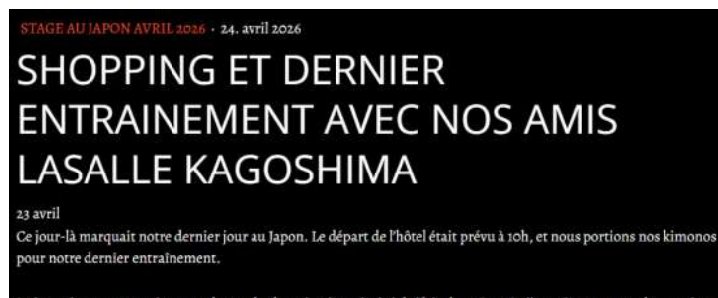 STAGE AU JAPON AVRIL 2026 · 24. avril 2026
SHOPPING ET DERNIER
ENTRAINEMENT AVEC NOS AMIS
LASALLE KAGOSHIMA
23 avril
Ce jour-là marquait notre dernier jour au Japon. Le départ de l'hôtel était prévu à 10h, et nous portions nos kimonos
pour notre dernier entraînement.